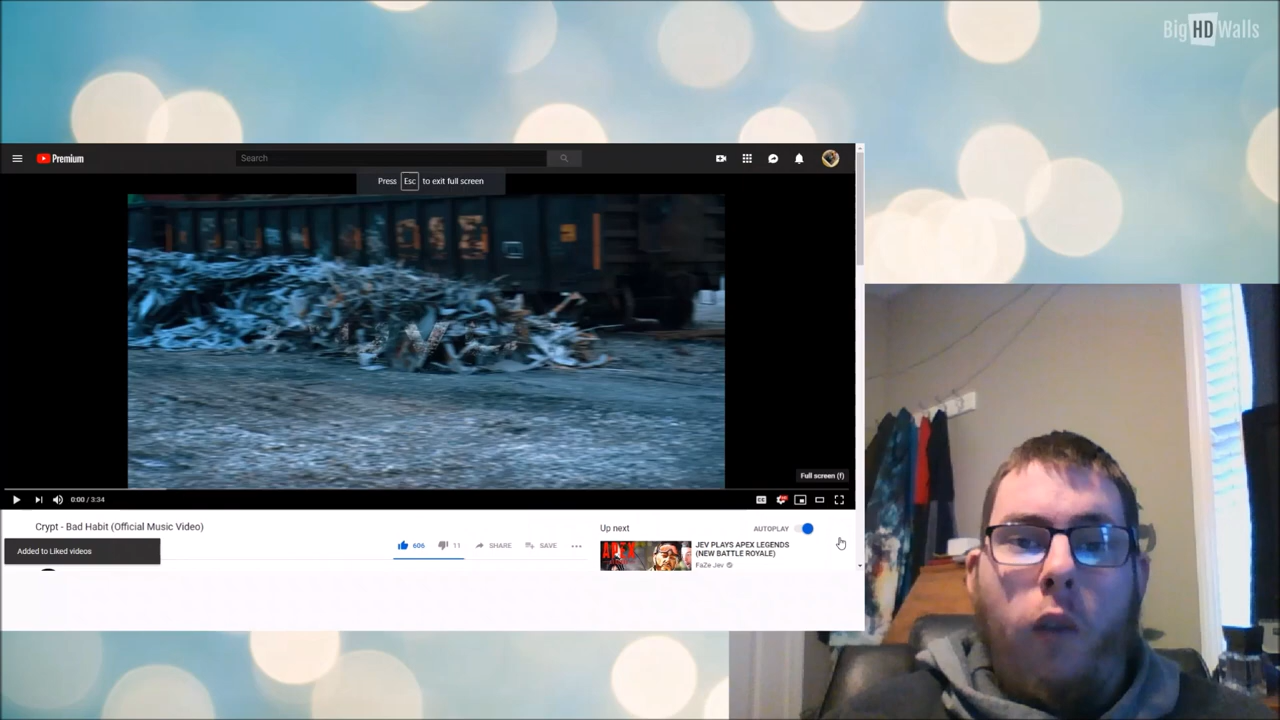 Big HD Walls
Premium
Search
Press Esc to exit full screen
Full screen (f)
0:00 / 3:34
Crypt - Bad Habit (Official Music Video)
Up next
AUTOPLAY
Added to Liked videos
606
11
SHARE
SAVE
APEX
JEV PLAYS APEX LEGENDS
(NEW BATTLE ROYALE)
FaZe Jev